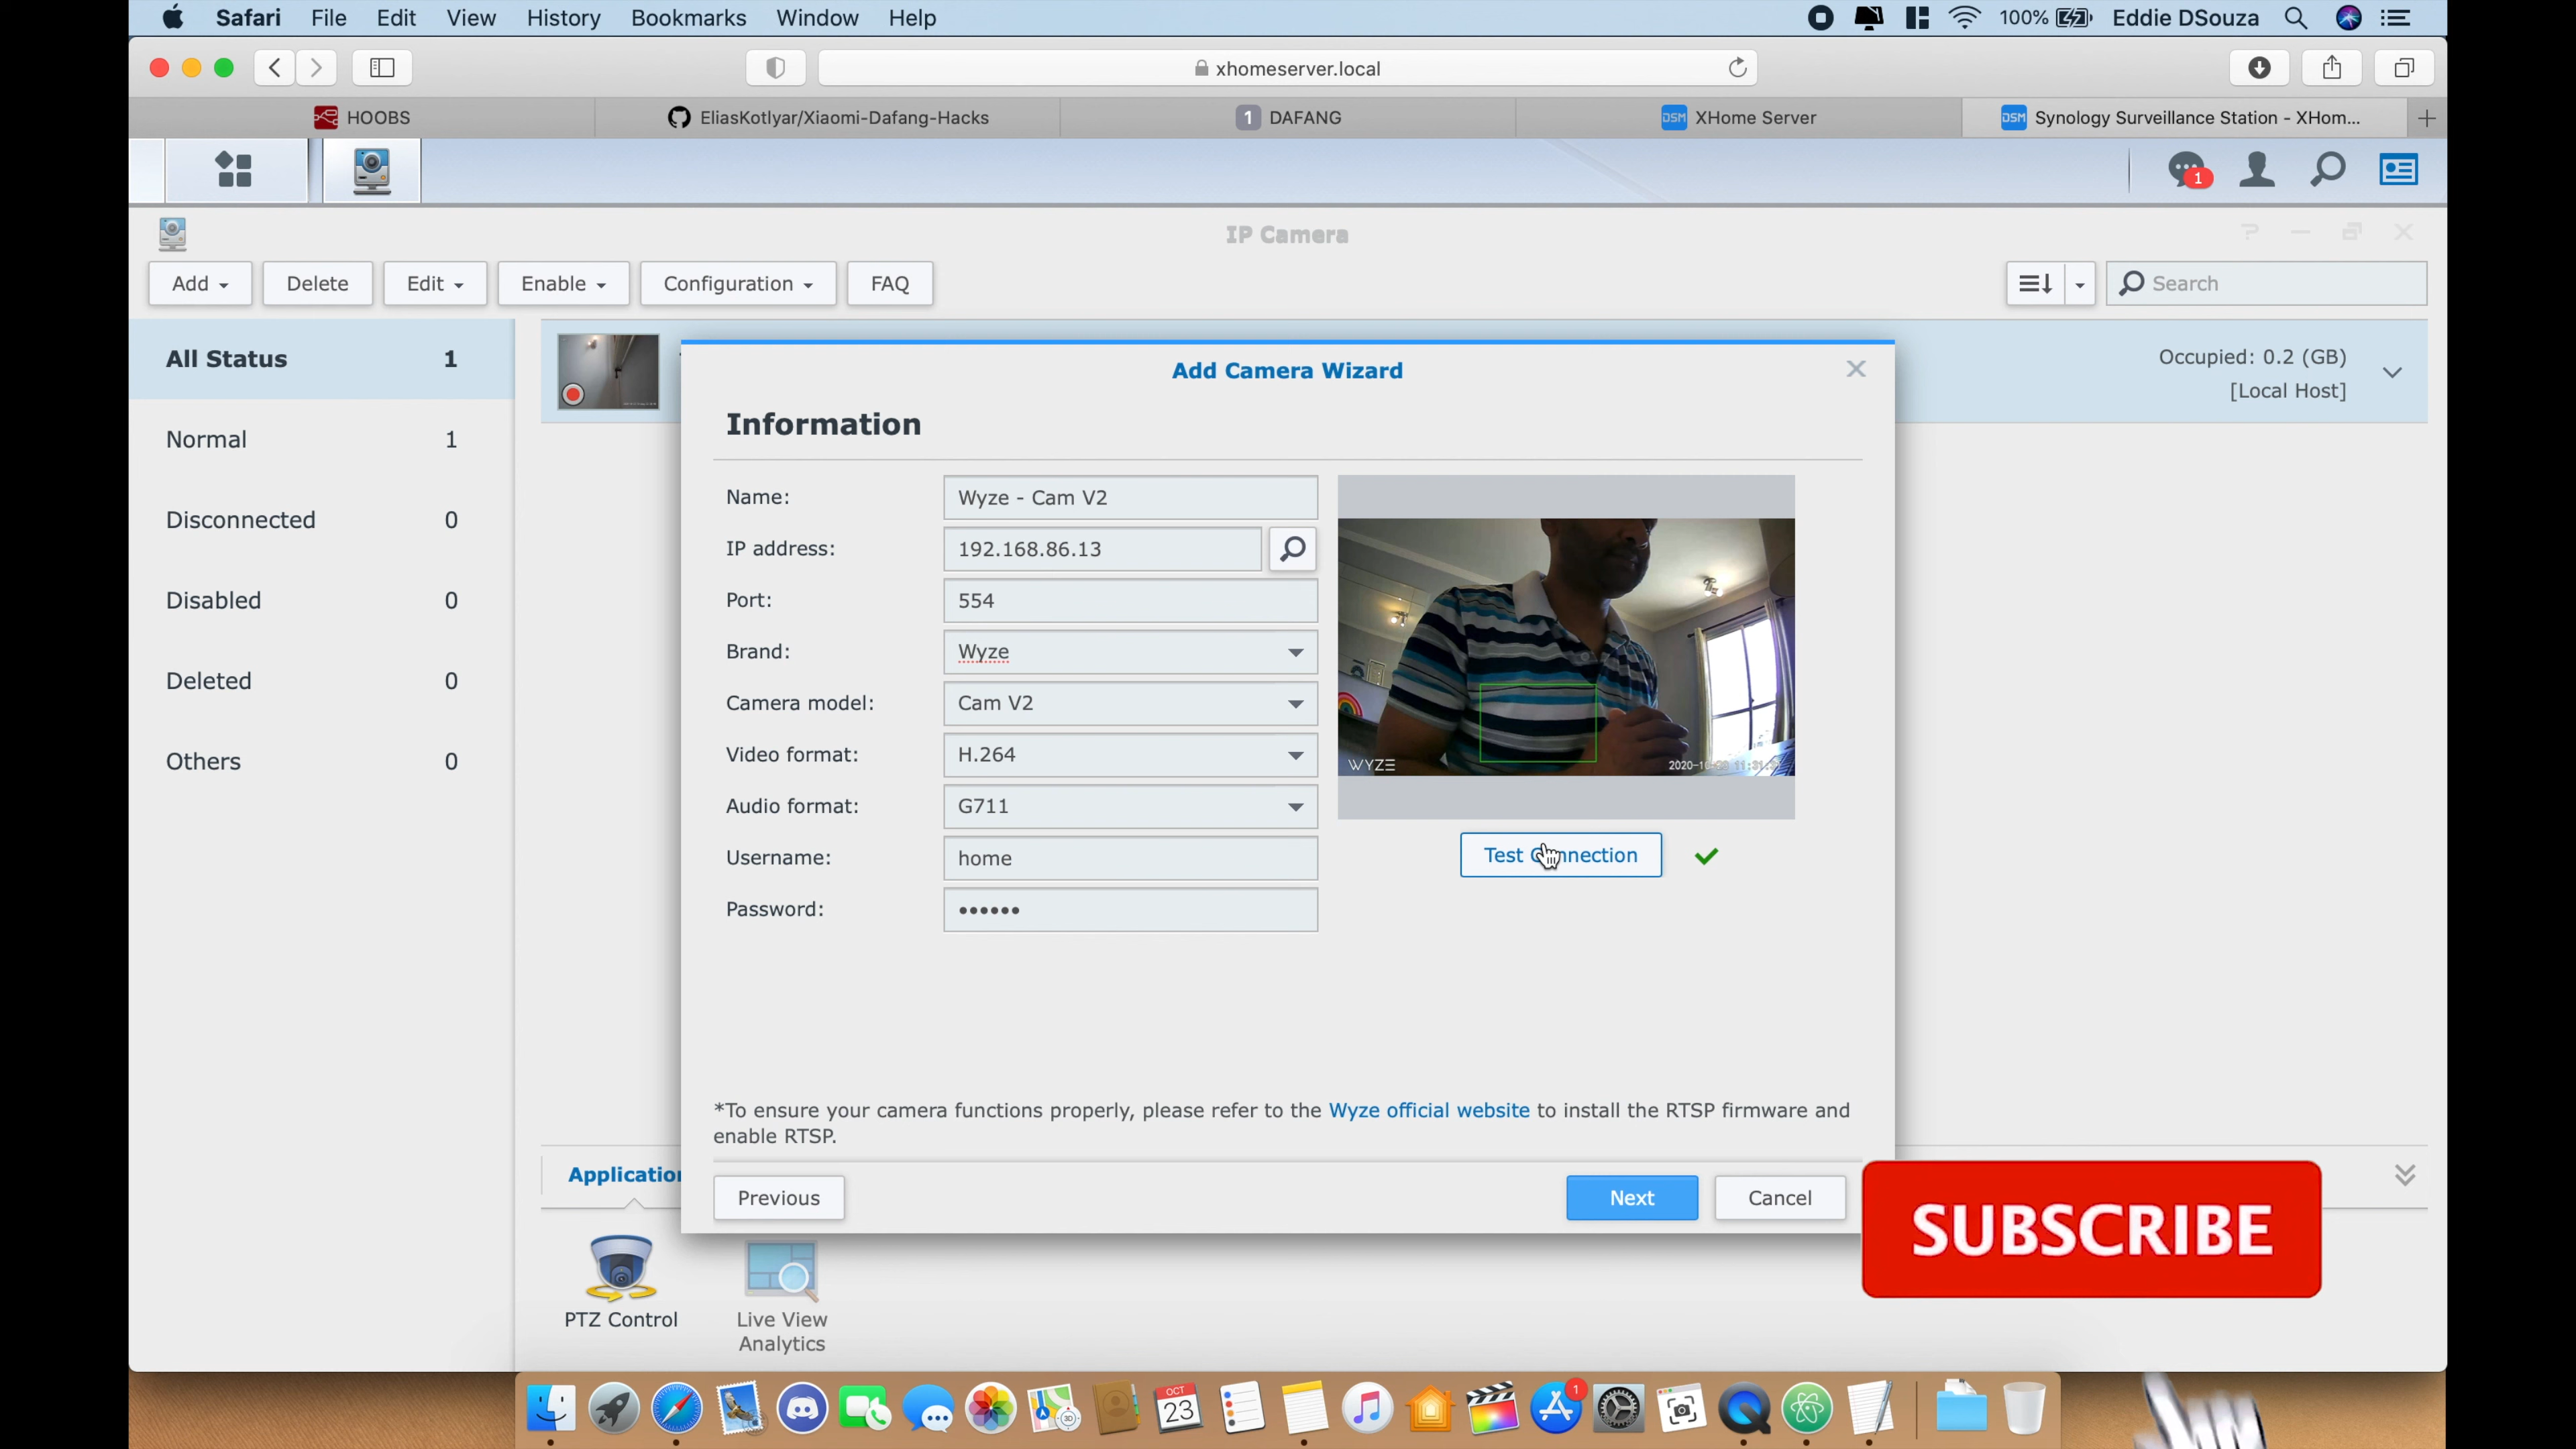 Safari File Edit View History Bookmarks Window Help 100% Eddie DSouza
xhomeserver.local
HOOBS EliasKotlyar/Xiaomi-Dafang-Hacks 1 DAFANG DSM XHome Server DSM Synology Surveillance Station - XHom...
1
IP Camera
Add Delete Edit Enable Configuration FAQ Search
All Status 1
Normal 1
Disconnected 0
Disabled 0
Deleted 0
Others 0
Occupied: 0.2 (GB)
[Local Host]
Add Camera Wizard
Information
Name: Wyze - Cam V2
IP address: 192.168.86.13
Port: 554
Brand: Wyze
Camera model: Cam V2
Video format: H.264
Audio format: G711
Username: home
Password: ••••••
WYZE
Test Connection
*To ensure your camera functions properly, please refer to the Wyze official website to install the RTSP firmware and
enable RTSP.
Previous Next Cancel
SUBSCRIBE
PTZ Control
Live View
Analytics
OCT
23
3D
1